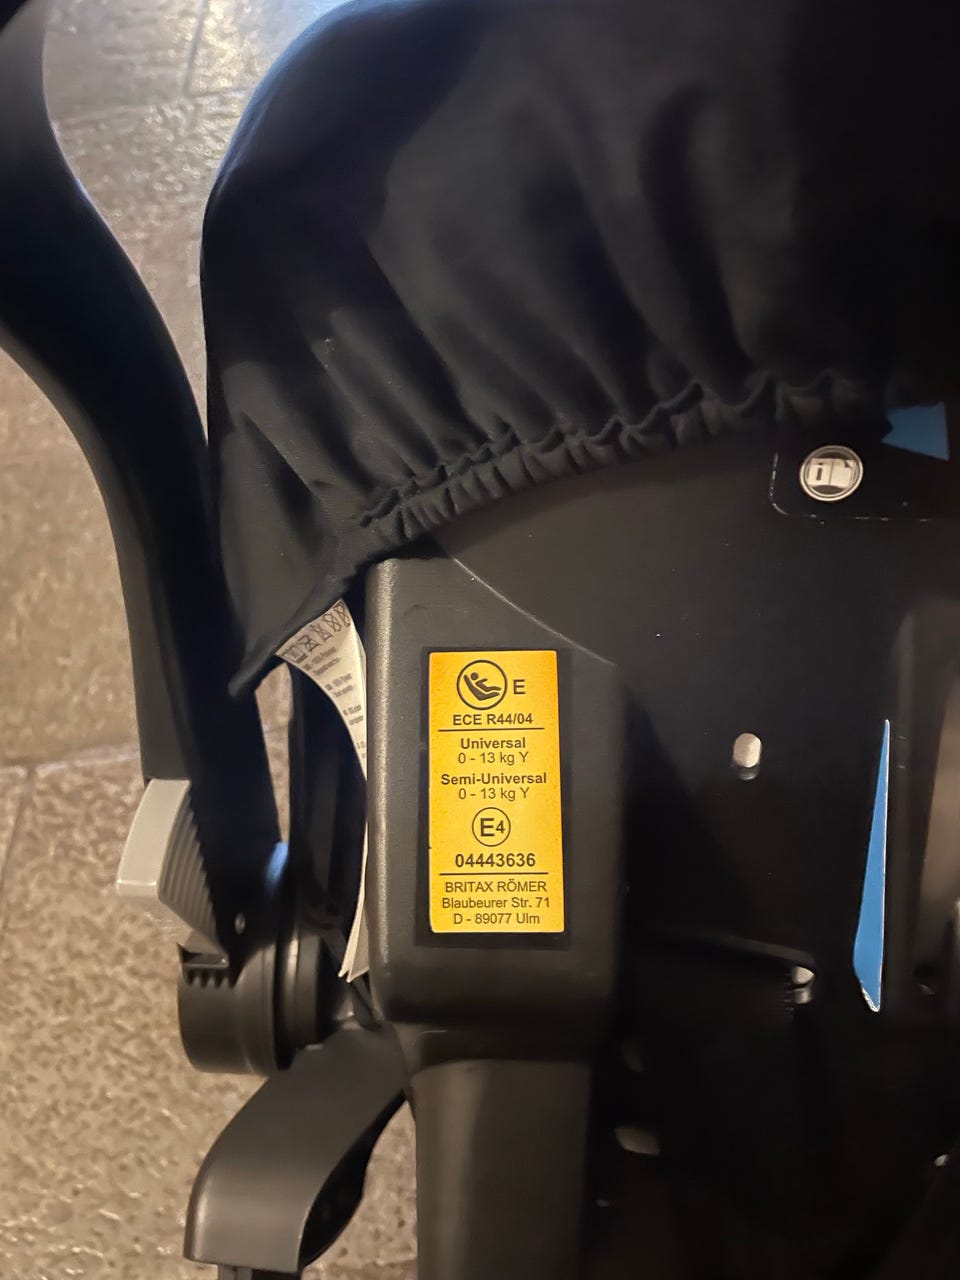 E
ECE R44/04
Universal
0 - 13 kg Y
Semi-Universal
0 - 13 kg Y
E4
04443636
BRITAX RÖMER
Blaubeurer Str. 71
D - 89077 Ulm